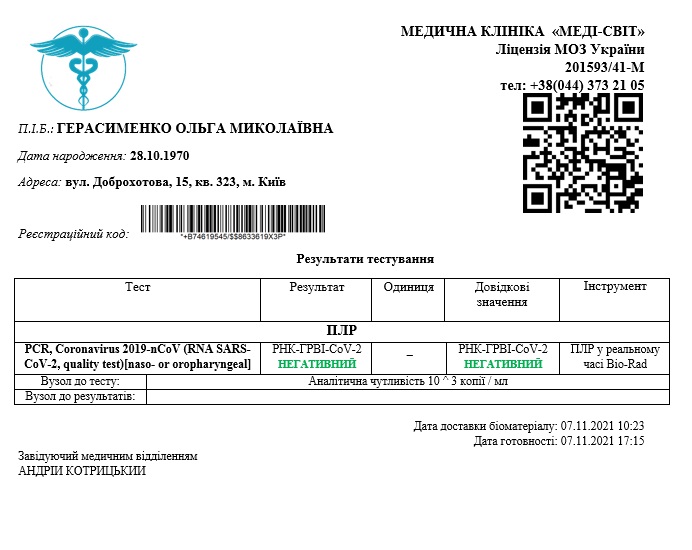 МЕДИЧНА КЛІНІКА «МЕДІ-СВІТ»
Ліцензія МОЗ України
201593/41-М
тел: +38(044) 373 21 05
П.І.Б.: ГЕРАСИМЕНКО ОЛЬГА МИКОЛАЇВНА
Дата народження: 28.10.1970
Адреса: вул. Доброхотова, 15, кв. 323, м. Київ
Реєстраційний код:
*+B74619545/$$8633619X3P*
Результати тестування
Тест Результат Одиниця Довідкові значення Інструмент
ПЛР
PCR, Coronavirus 2019-nCoV (RNA SARS- РНК-ГРВІ-CoV-2 – РНК-ГРВІ-CoV-2 ПЛР у реальному
CoV-2, quality test)[naso- or oropharyngeal] НЕГАТИВНИЙ НЕГАТИВНИЙ часі Bio-Rad
Вузол до тесту: Аналітична чутливість 10 ^ 3 копії / мл
Вузол до результатів:
Дата доставки біоматеріалу: 07.11.2021 10:23
Дата готовності: 07.11.2021 17:15
Завідуючий медичним відділенням
АНДРІЙ КОТРИЦЬКИЙ